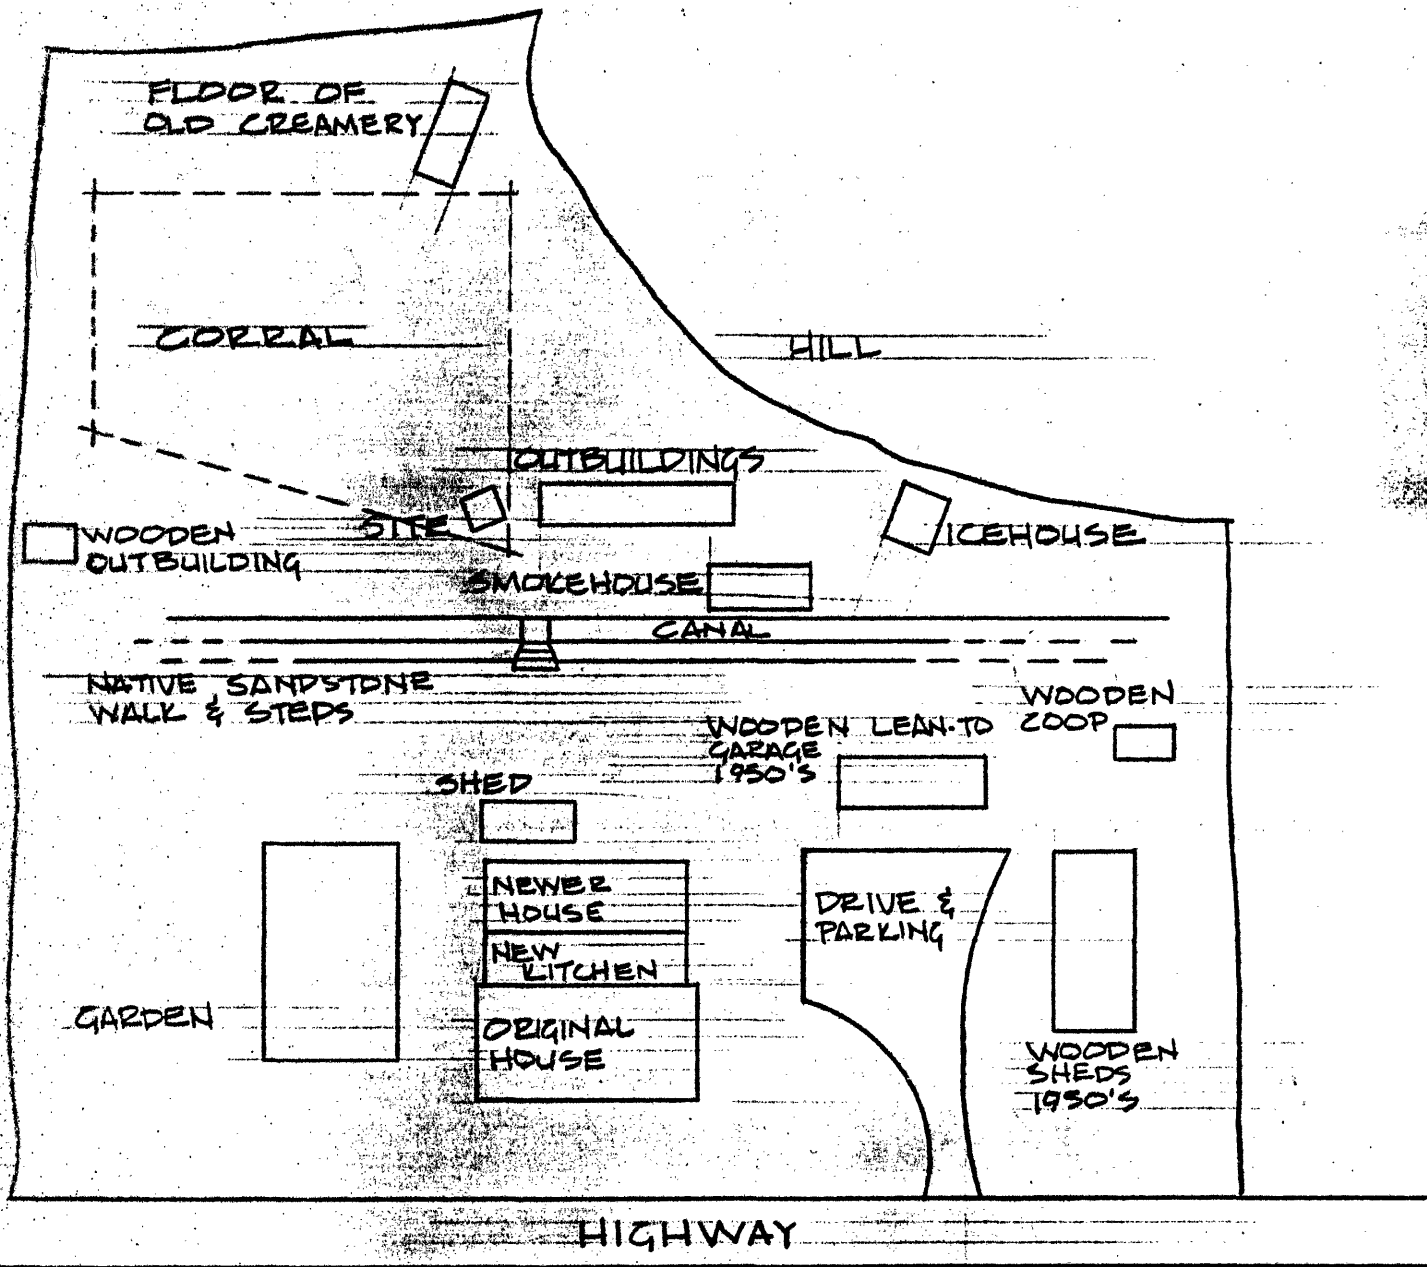 FLOOR OF
OLD CREAMERY
CORRAL
HILL
OUTBUILDINGS
SITE
ICEHOUSE
WOODEN
OUTBUILDING
SMOKEHOUSE
CANAL
NATIVE SANDSTONE
WALK & STEPS
WOODEN
COOP
WOODEN LEAN-TO
GARAGE
1950'S
SHED
NEWER
HOUSE
NEW
KITCHEN
DRIVE &
PARKING
GARDEN
ORIGINAL
HOUSE
WOODEN
SHEDS
1950'S
HIGHWAY